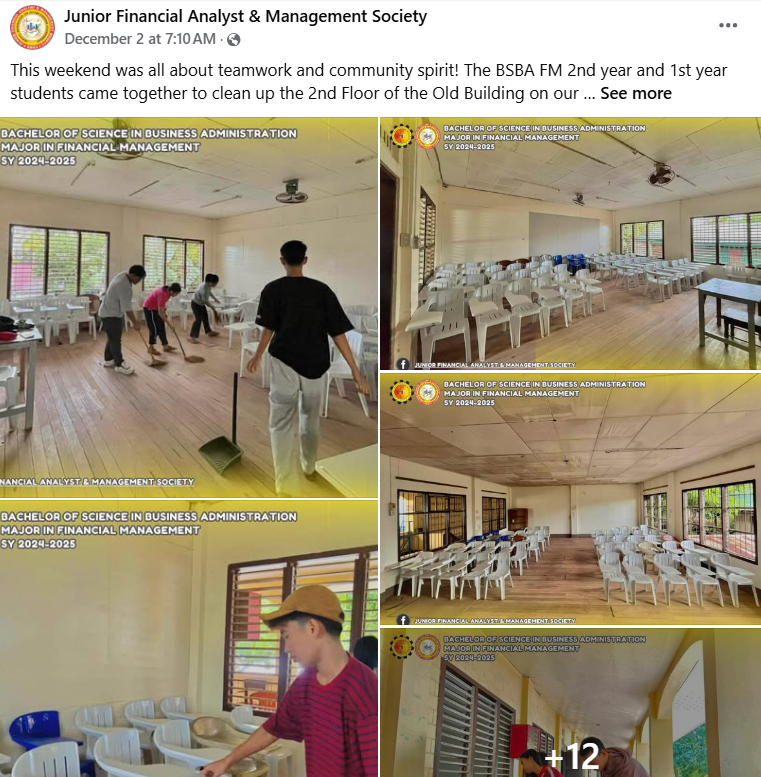 Junior Financial Analyst & Management Society
December 2 at 7:10 AM ·
This weekend was all about teamwork and community spirit! The BSBA FM 2nd year and 1st year
students came together to clean up the 2nd Floor of the Old Building on our ... See more
BACHELOR OF SCIENCE IN BUSINESS ADMINISTRATION
MAJOR IN FINANCIAL MANAGEMENT
SY 2024-2025
NANCIAL ANALYST & MANAGEMENT SOCIETY
BACHELOR OF SCIENCE IN BUSINESS ADMINISTRATION
MAJOR IN FINANCIAL MANAGEMENT
SY 2024-2025
JUNIOR FINANCIAL ANALYST & MANAGEMENT SOCIETY
BACHELOR OF SCIENCE IN BUSINESS ADMINISTRATION
MAJOR IN FINANCIAL MANAGEMENT
SY 2024-2025
JUNIOR FINANCIAL ANALYST & MANAGEMENT SOCIETY
BACHELOR OF SCIENCE IN BUSINESS ADMINISTRATION
MAJOR IN FINANCIAL MANAGEMENT
SY 2024-2025
BACHELOR OF SCIENCE IN BUSINESS ADMINISTRATION
MAJOR IN FINANCIAL MANAGEMENT
SY 2024-2025
+12